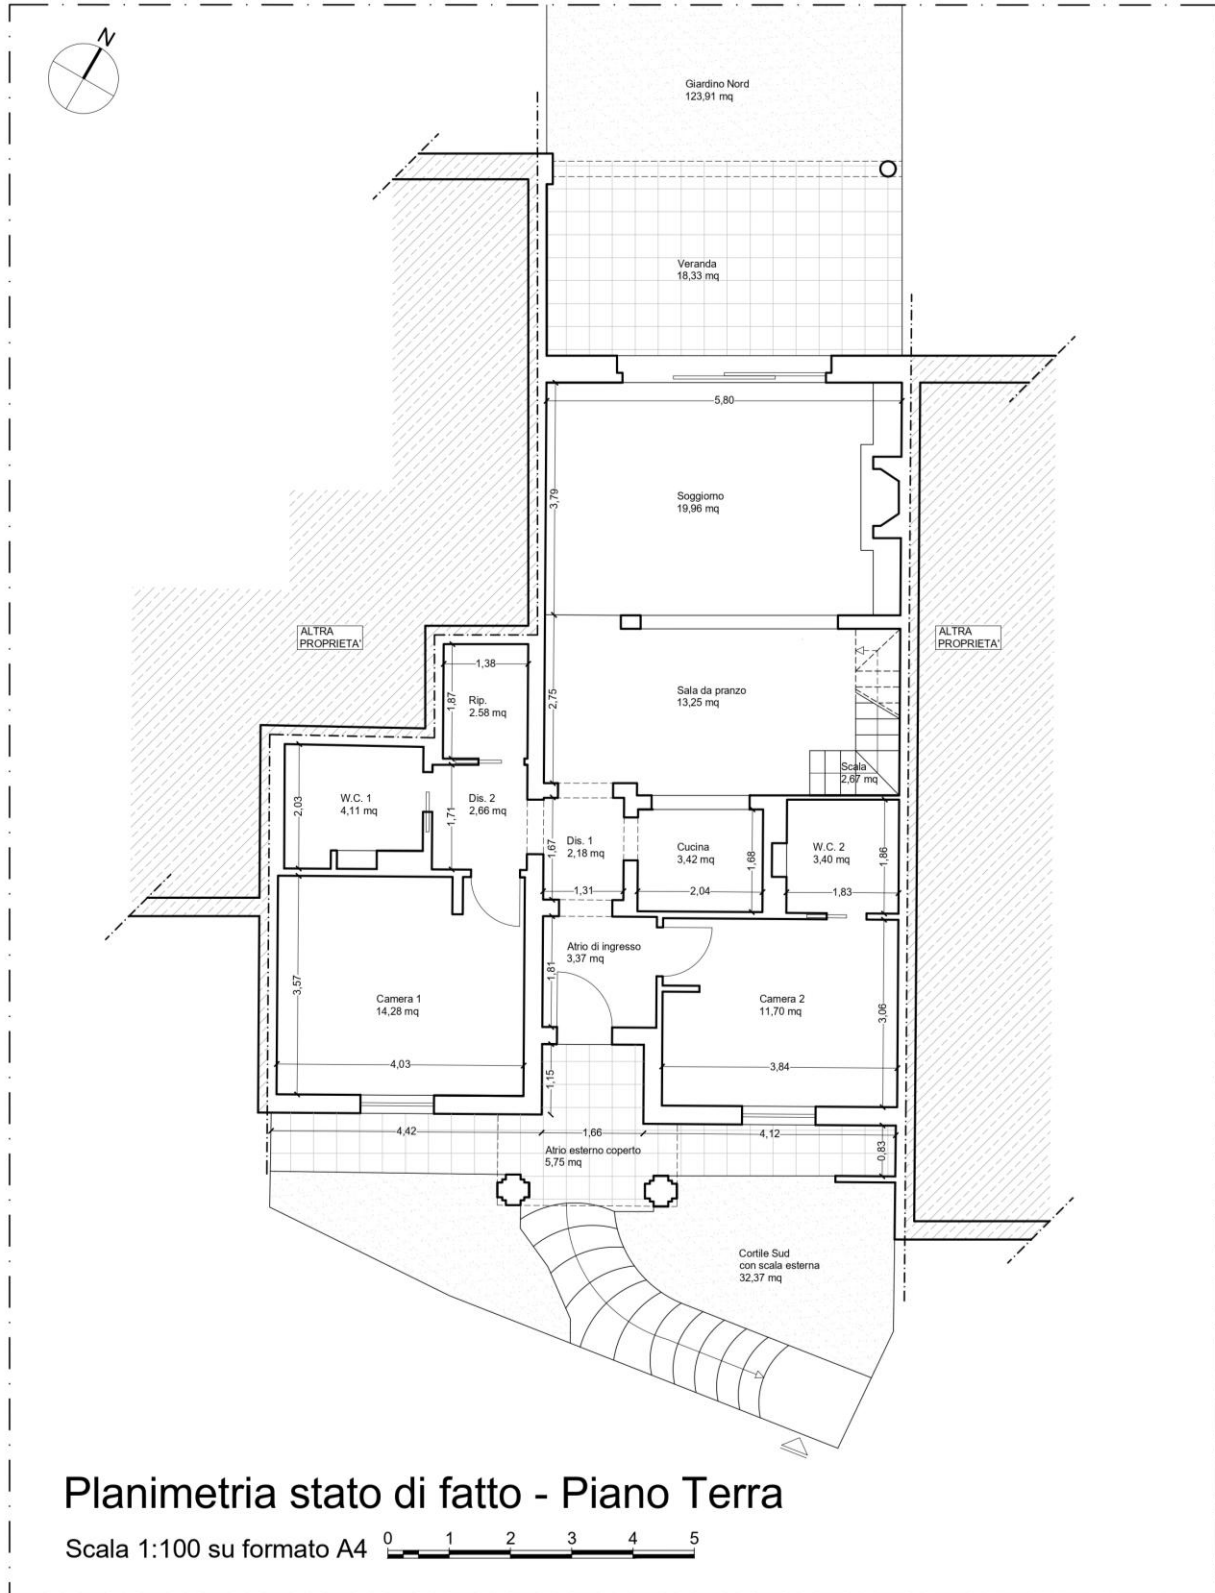 N
Giardino Nord
123,91 mq
Veranda
18,33 mq
5,80
3,79
Soggiorno
19,96 mq
ALTRA
PROPRIETA'
ALTRA
PROPRIETA'
1,38
1,87
Rip.
2.58 mq
2,75
Sala da pranzo
13,25 mq
Scala
2,67 mq
2,03
W.C. 1
4,11 mq
1,71
Dis. 2
2,66 mq
1,67
Dis. 1
2,18 mq
1,31
Cucina
3,42 mq
1,68
2,04
W.C. 2
3,40 mq
1,86
1,83
Atrio di ingresso
3,37 mq
1,81
3,57
Camera 1
14,28 mq
4,03
Camera 2
11,70 mq
3,06
3,84
1,15
4,42
1,66
4,12
0,83
Atrio esterno coperto
5,75 mq
Cortile Sud
con scala esterna
32,37 mq
Planimetria stato di fatto - Piano Terra
Scala 1:100 su formato A4
0 1 2 3 4 5